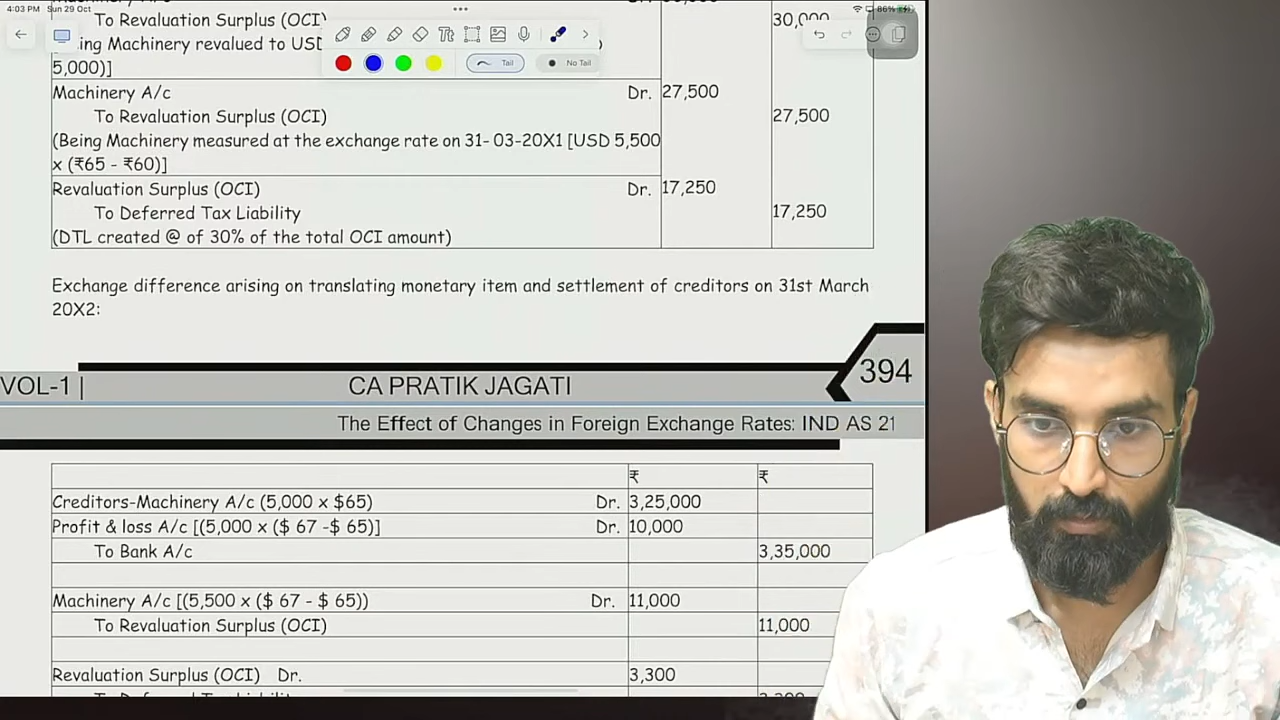 4:03 PM Sun 29 Oct
86%
To Revaluation Surplus (OCI)
30,000
ing Machinery revalued to USD
5,000)]
Tail
No Tail
Machinery A/c Dr. 27,500
To Revaluation Surplus (OCI) 27,500
(Being Machinery measured at the exchange rate on 31- 03-20X1 [USD 5,500
x (₹65 - ₹60)]
Revaluation Surplus (OCI) Dr. 17,250
To Deferred Tax Liability 17,250
(DTL created @ of 30% of the total OCI amount)
Exchange difference arising on translating monetary item and settlement of creditors on 31st March
20X2:
394
VOL-1 | CA PRATIK JAGATI
The Effect of Changes in Foreign Exchange Rates: IND AS 21
₹ ₹
Creditors-Machinery A/c (5,000 x $65) Dr. 3,25,000
Profit & loss A/c [(5,000 x ($ 67 -$ 65)] Dr. 10,000
To Bank A/c 3,35,000
Machinery A/c [(5,500 x ($ 67 - $ 65)) Dr. 11,000
To Revaluation Surplus (OCI) 11,000
Revaluation Surplus (OCI) Dr. 3,300